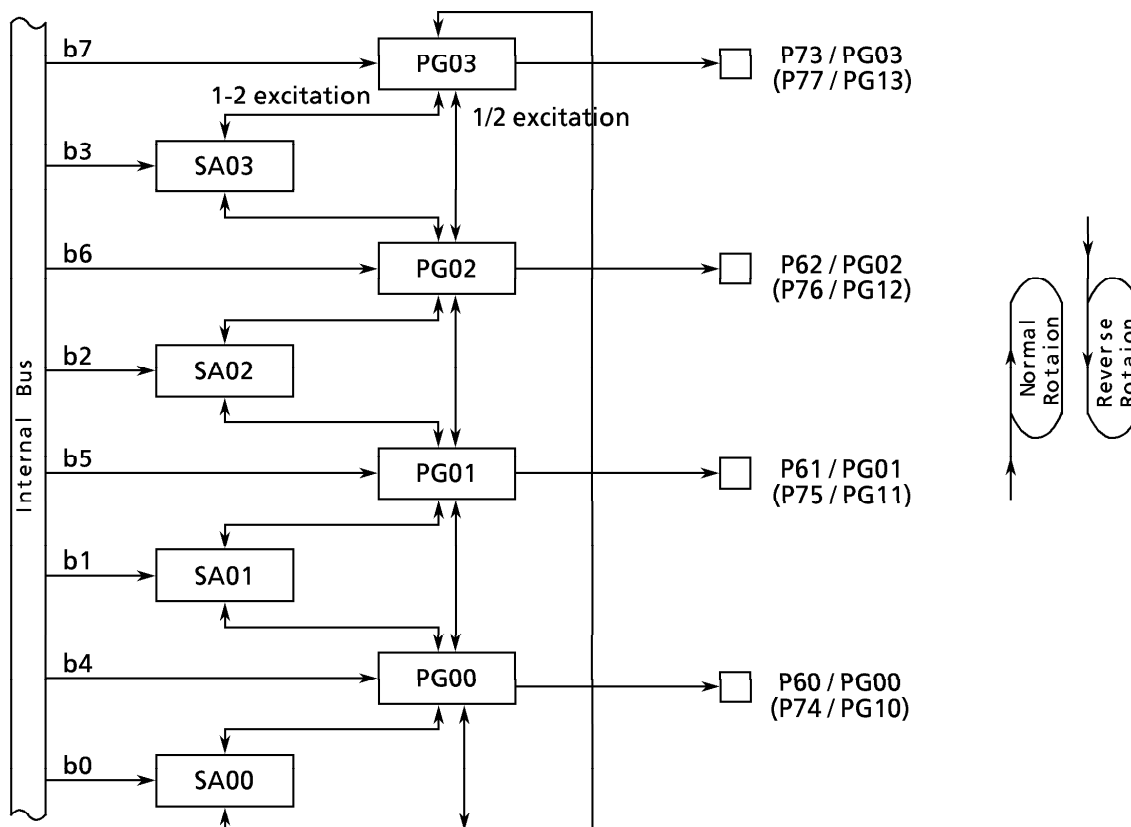 b7
PG03
P73 / PG03
(P77 / PG13)
1-2 excitation
1/2 excitation
b3
SA03
b6
PG02
P62 / PG02
(P76 / PG12)
b2
SA02
Internal Bus
Normal
Rotaion
Reverse
Rotaion
b5
PG01
P61 / PG01
(P75 / PG11)
b1
SA01
b4
PG00
P60 / PG00
(P74 / PG10)
b0
SA00